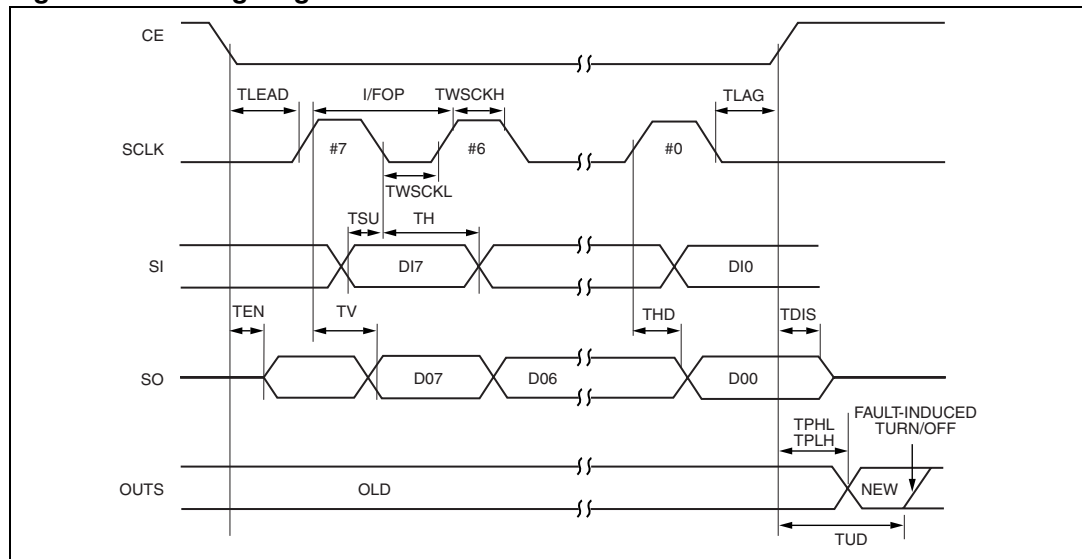 CE
TLEAD
I/FOP
TWSCKH
TLAG
SCLK
#7
#6
#0
TWSCKL
TSU
TH
SI
DI7
DI0
TEN
TV
THD
TDIS
SO
D07
D06
D00
TPHL
TPLH
FAULT-INDUCED
TURN/OFF
OUTS
OLD
NEW
TUD